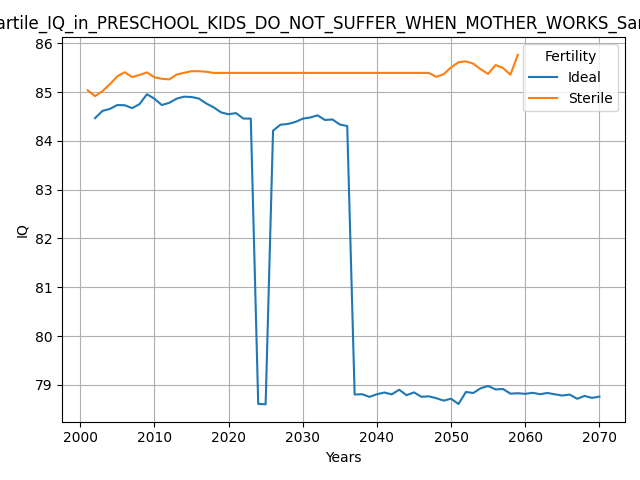 artile_IQ_in_PRESCHOOL_KIDS_DO_NOT_SUFFER_WHEN_MOTHER_WORKS_Sa
86
85
84
83
82
81
80
79
IQ
Fertility
Ideal
Sterile
2000 2010 2020 2030 2040 2050 2060 2070
Years